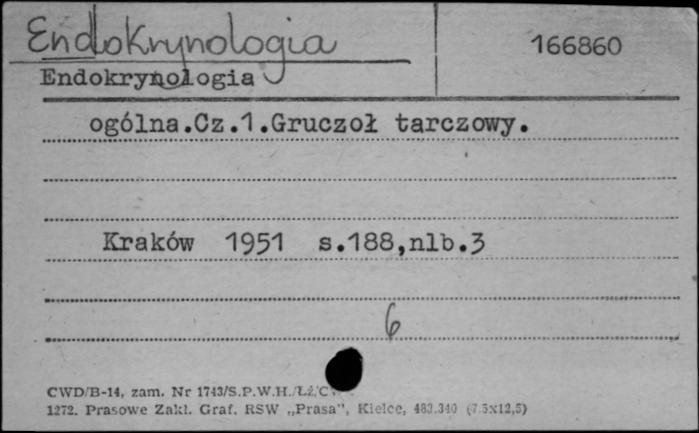 Endokrynologia
166860
Endokrynologia
ogólna.Cz.1.Gruczoł tarczowy.
Kraków 1951 s.188,nlb.3
6
CWD/B-14, zam. Nr 1743/S.P.W.H./Łż/C
1272. Prasowe Zakł. Graf. RSW „Prasa", Kielce, 483.340 (7.5x12,5)